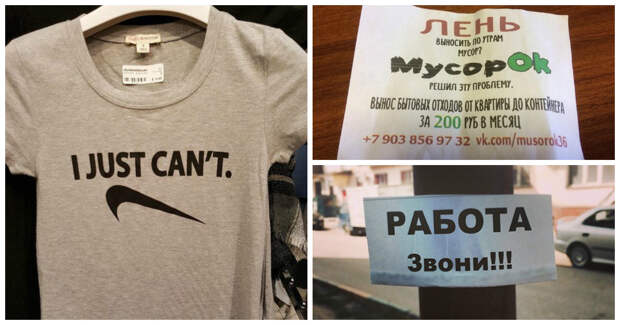 I JUST CAN'T.
ЛЕНЬ
ВЫНОСИТЬ ПО УТРАМ
МУСОР?
МусорОk
РЕШИЛ ЭТУ ПРОБЛЕМУ.
ВЫНОС БЫТОВЫХ ОТХОДОВ ОТ КВАРТИРЫ ДО КОНТЕЙНЕРА
ЗА 200 РУБ В МЕСЯЦ
+7 903 856 97 32 vk.com/musorok36
РАБОТА
Звони!!!